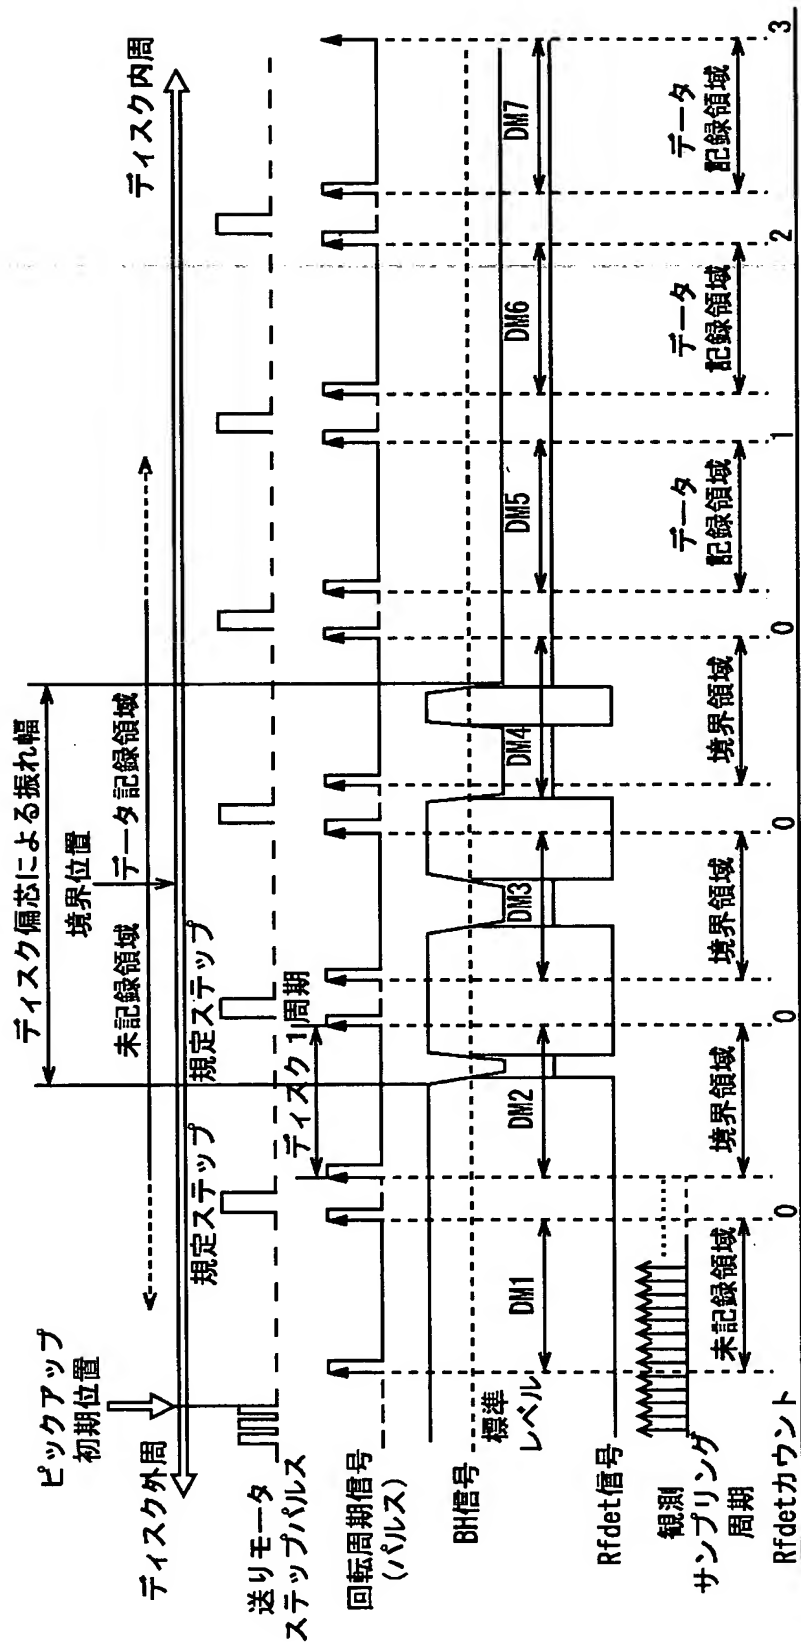 ピックアップ
初期位置
ディスク外周
ディスク内周
ディスク偏芯による振れ幅
境界位置
未記録領域
データ記録領域
規定ステップ
規定ステップ
送りモータ
ステップパルス
ディスク1周期
回転周期信号
(パルス)
BH信号
標準
レベル
DM1
DM2
DM3
DM4
DM5
DM6
DM7
Rfdet信号
観測
サンプリング
周期
未記録領域
境界領域
境界領域
境界領域
データ
記録領域
データ
記録領域
データ
記録領域
Rfdetカウント
0
0
0
0
1
2
3